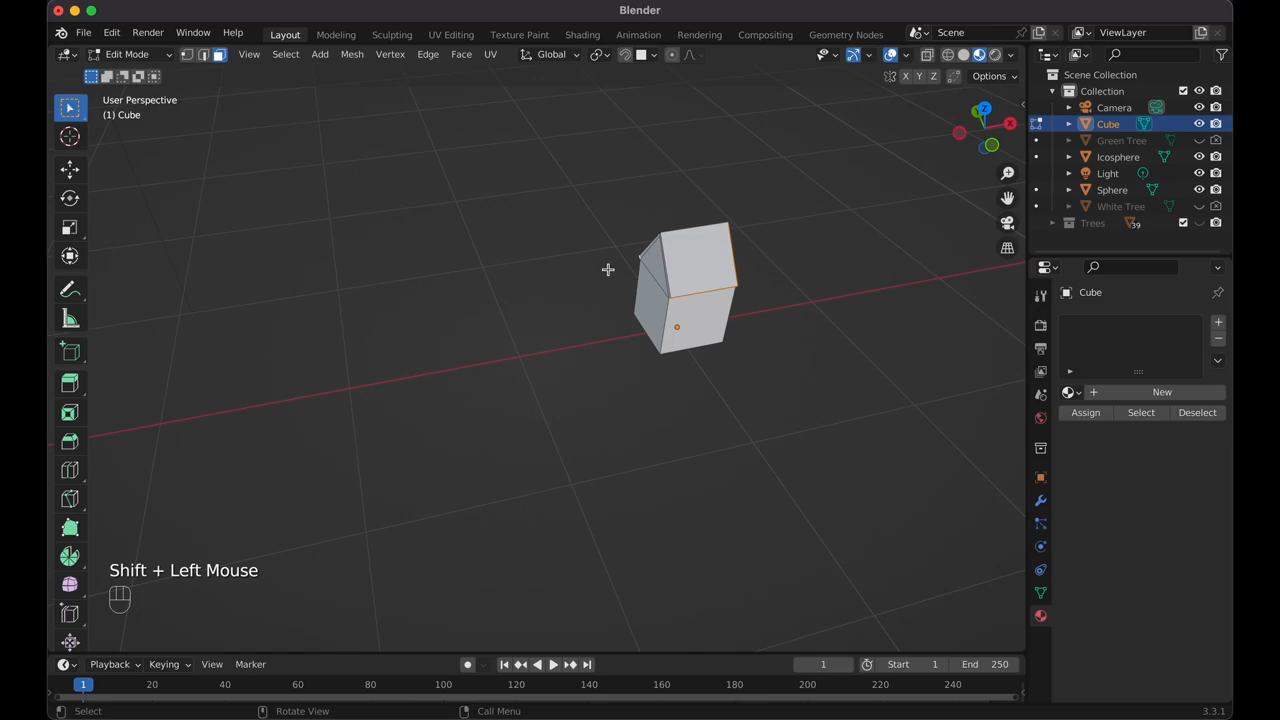 Blender
File Edit Render Window Help Layout Modeling Sculpting UV Editing Texture Paint Shading Animation Rendering Compositing Geometry Nodes Scene ViewLayer
Edit Mode View Select Add Mesh Vertex Edge Face UV Global
X Y Z Options
User Perspective
(1) Cube
Z
X
Scene Collection
Collection
Camera
Cube
Green Tree
Icosphere
Light
Sphere
White Tree
Trees 39
Cube
+
−
+ New
Assign Select Deselect
Shift + Left Mouse
Playback Keying View Marker 1 Start 1 End 250
1 20 40 60 80 100 120 140 160 180 200 220 240
Select Rotate View Call Menu 3.3.1